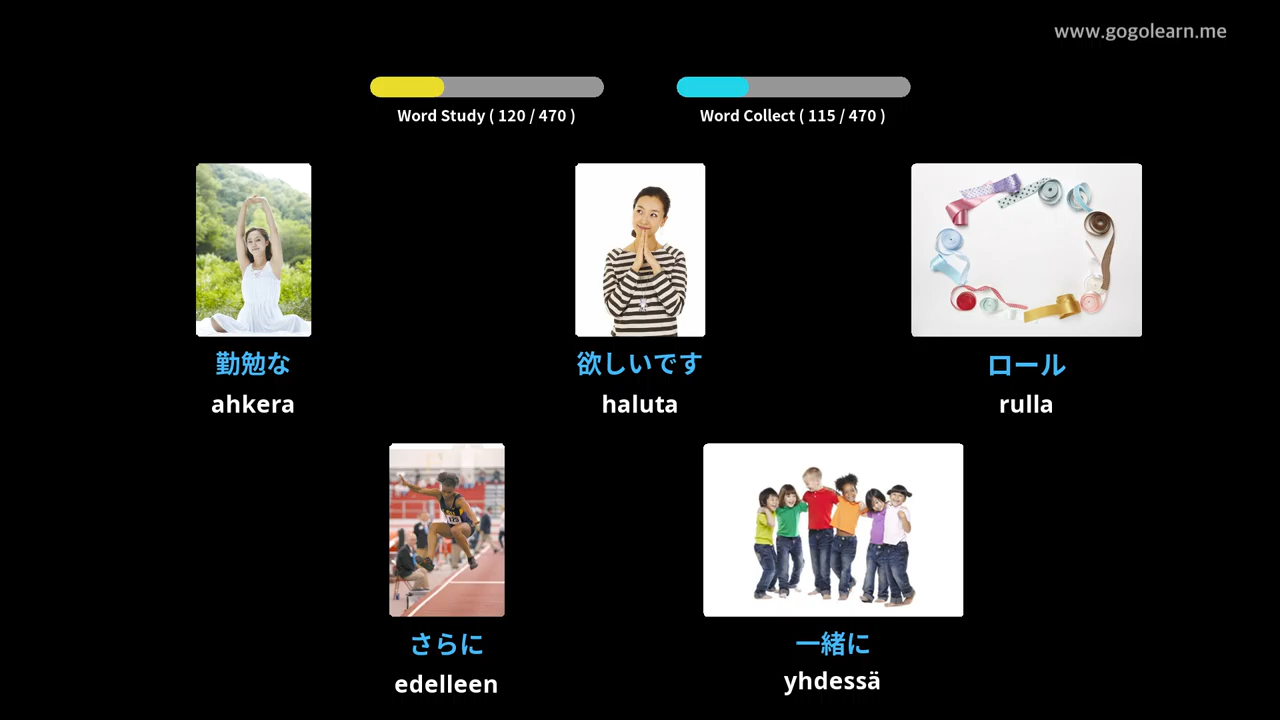 www.gogolearn.me
Word Study ( 120 / 470 )
Word Collect ( 115 / 470 )
勤勉な
ahkera
欲しいです
haluta
ロール
rulla
さらに
edelleen
一緒に
yhdessä